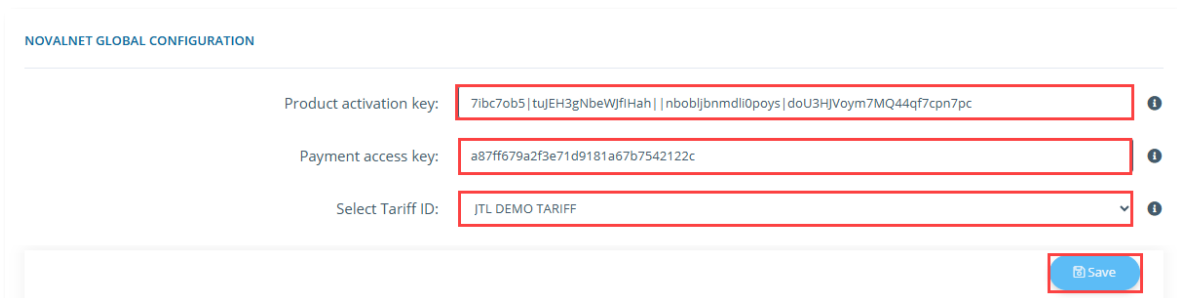 NOVALNET GLOBAL CONFIGURATION
Product activation key: 7ibc7ob5|tuJEH3gNbeWJfIHah||nbobljbnmdli0poys|doU3HJVoym7MQ44qf7cpn7pc
Payment access key: a87ff679a2f3e71d9181a67b7542122c
Select Tariff ID: JTL DEMO TARIFF
Save